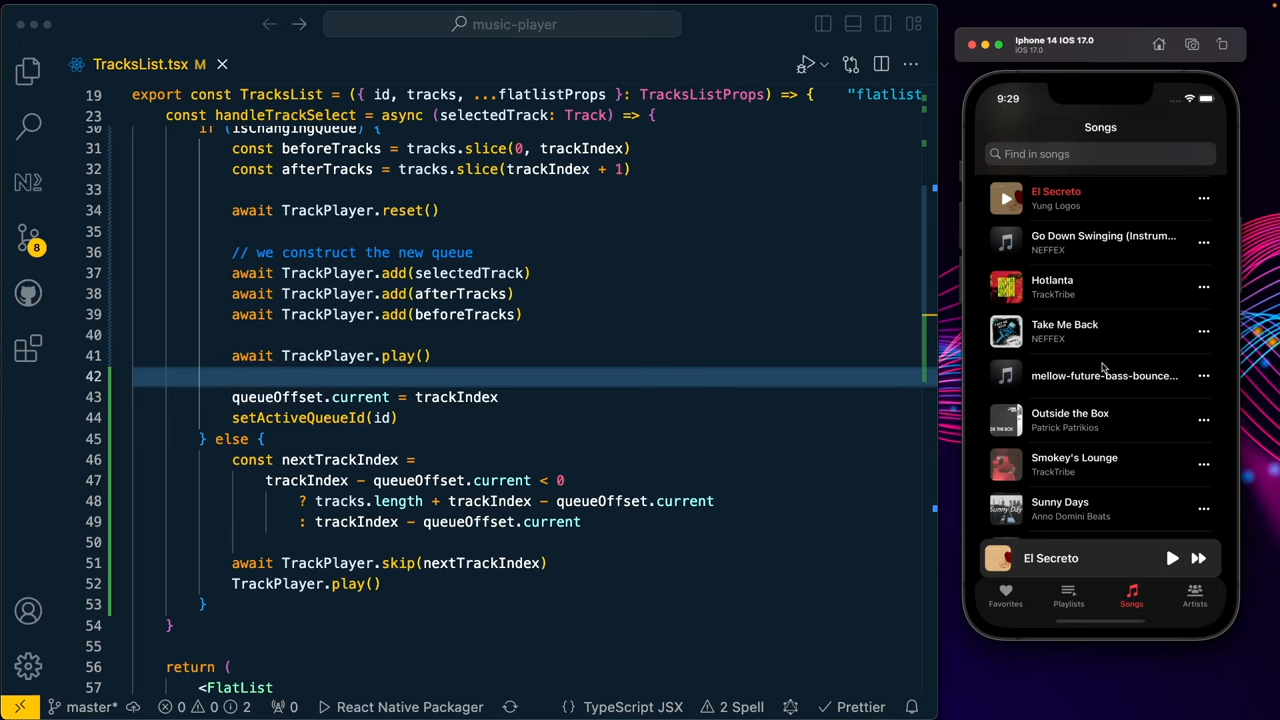 music-player
TracksList.tsx M
19 export const TracksList = ({ id, tracks, ...flatlistProps }: TracksListProps) => { "flatlist
23 const handleTrackSelect = async (selectedTrack: Track) => {
30 if (isChangingQueue) {
31 const beforeTracks = tracks.slice(0, trackIndex)
32 const afterTracks = tracks.slice(trackIndex + 1)
33
34 await TrackPlayer.reset()
35
36 // we construct the new queue
37 await TrackPlayer.add(selectedTrack)
38 await TrackPlayer.add(afterTracks)
39 await TrackPlayer.add(beforeTracks)
40
41 await TrackPlayer.play()
42
43 queueOffset.current = trackIndex
44 setActiveQueueId(id)
45 } else {
46 const nextTrackIndex =
47 trackIndex - queueOffset.current < 0
48 ? tracks.length + trackIndex - queueOffset.current
49 : trackIndex - queueOffset.current
50
51 await TrackPlayer.skip(nextTrackIndex)
52 TrackPlayer.play()
53 }
54 }
55
56 return (
57 <FlatList
8
master* 0 0 2 0 React Native Packager { } TypeScript JSX 2 Spell Prettier
Iphone 14 IOS 17.0
iOS 17.0
9:29
Songs
Find in songs
El Secreto
Yung Logos
Go Down Swinging (Instrum...
NEFFEX
Hotlanta
TrackTribe
Take Me Back
NEFFEX
mellow-future-bass-bounce...
Outside the Box
Patrick Patrikios
Smokey's Lounge
TrackTribe
Sunny Days
Anno Domini Beats
El Secreto
Favorites Playlists Songs Artists